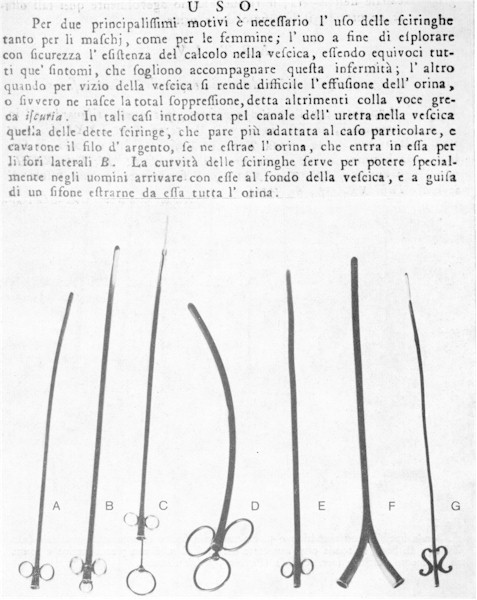 USO.
Per due principalissimi motivi è necessario l' uso delle sciringhe
tanto per li maschj, come per le femmine; l' uno a fine di esplorare
con sicurezza l' esistenza del calcolo nella vescica, essendo equivoci tut-
ti que' sintomi, che sogliono accompagnare questa infermità; l' altro
quando per vizio della vescica si rende difficile l' effusione dell' orina,
o sivvero ne nasce la total soppressione, detta altrimenti colla voce gre-
ca iscuria. In tali casi introdotta pel canale dell' uretra nella vescica
quella delle dette sciringe, che pare più adattata al caso particolare, e
cavatone il filo d' argento, se ne estrae l' orina, che entra in essa per
li fori laterali B. La curvità delle sciringhe serve per potere special-
mente negli uomini arrivare con esse al fondo della vescica, e a guisa
di un sifone estrarne da essa tutta l' orina.
A B C D E F G